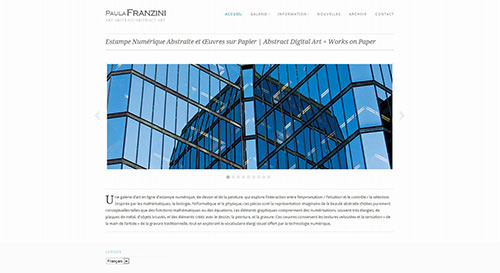 PAULAFRANZINI
ART ABSTRAIT/ABSTRACT ART
ACCUEIL GALERIE INFORMATION NOUVELLES ARCHIVE CONTACT
Estampe Numérique Abstraite et Œuvres sur Papier | Abstract Digital Art + Works on Paper
Une galerie d'art en ligne d'estampe numérique, de dessin et de la peinture, qui explore l'interaction entre l'improvisation / l'intuition et le contrôle / la sélection.
Inspirée par les mathématiques, la biologie, l'informatique et la physique, ces pièces sont la représentation imaginaire de la beauté abstraite d'idées purement
conceptuelles telles que des fonctions mathématiques ou des équations. Les éléments graphiques comprennent des numérisations, souvent très élargies, de
plaques de métal, d'objets trouvés, et des éléments créés avec le dessin, la peinture, et la gravure. Ces oeuvres conservent les textures veloutées et la sensation « de
la main de l'artiste » de la gravure traditionnelle, tout en explorant le vocabulaire élargi visuel offert par la technologie numérique.
Français